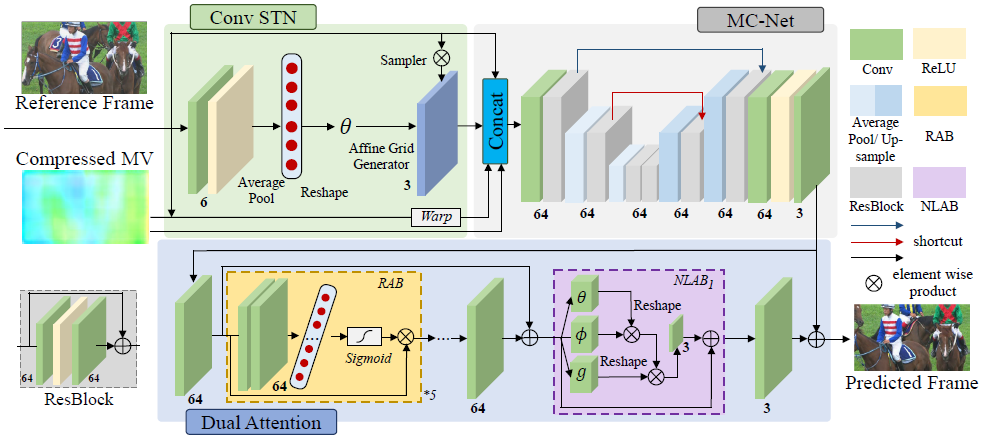 Conv STN
MC-Net
Reference Frame
Compressed MV
6
Average
Pool
Reshape
θ
Affine Grid
Generator
3
Sampler
Warp
Concat
64
64
64
64
64
64
3
Conv
ReLU
Average
Pool/ Up-
sample
RAB
ResBlock
NLAB
shortcut
element wise
product
64
64
ResBlock
64
RAB
64
...
Sigmoid
*5
...
64
NLAB1
θ
ϕ
g
Reshape
Reshape
3
3
Dual Attention
Predicted Frame